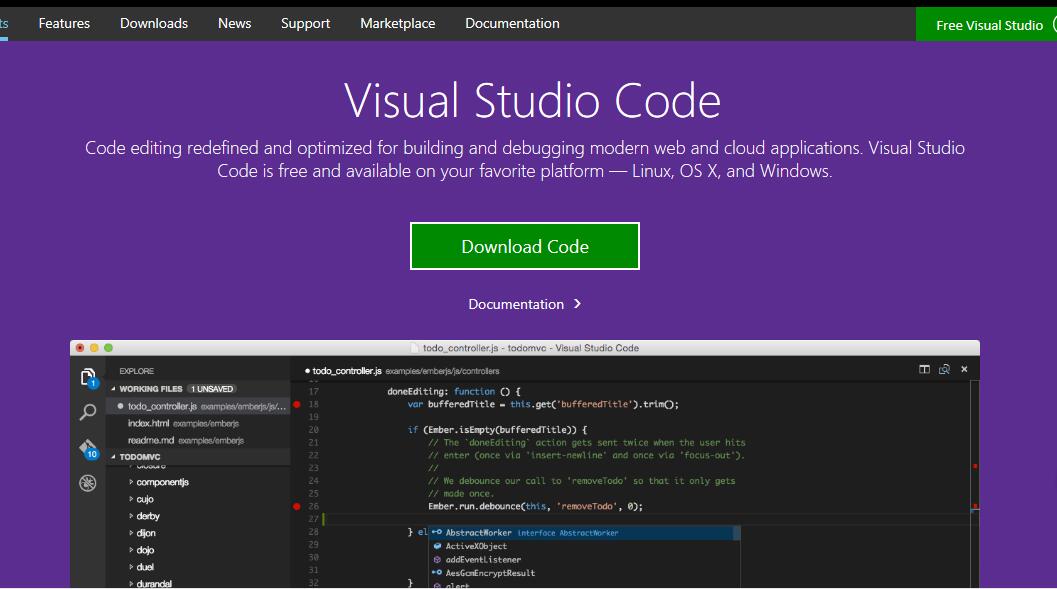 ts Features Downloads News Support Marketplace Documentation Free Visual Studio
Visual Studio Code
Code editing redefined and optimized for building and debugging modern web and cloud applications. Visual Studio
Code is free and available on your favorite platform — Linux, OS X, and Windows.
Download Code
Documentation >
todo_controller.js - todomvc - Visual Studio Code
EXPLORE
WORKING FILES 1 UNSAVED
todo_controller.js examples/emberjs/js/...
index.html examples/emberjs
readme.md examples/emberjs
TODOMVC
closure
componentjs
cujo
derby
dijon
dojo
duel
durandal
1
10
todo_controller.js examples/emberjs/js/controllers
17 doneEditing: function () {
18 var bufferedTitle = this.get('bufferedTitle').trim();
19
20 if (Ember.isEmpty(bufferedTitle)) {
21 // The `doneEditing` action gets sent twice when the user hits
22 // enter (once via 'insert-newline' and once via 'focus-out').
23 //
24 // We debounce our call to 'removeTodo' so that it only gets
25 // made once.
26 Ember.run.debounce(this, 'removeTodo', 0);
27
28 } el
29
30
31
32 }
AbstractWorker interface AbstractWorker
ActiveXObject
addEventListener
AesGcmEncryptResult
alert